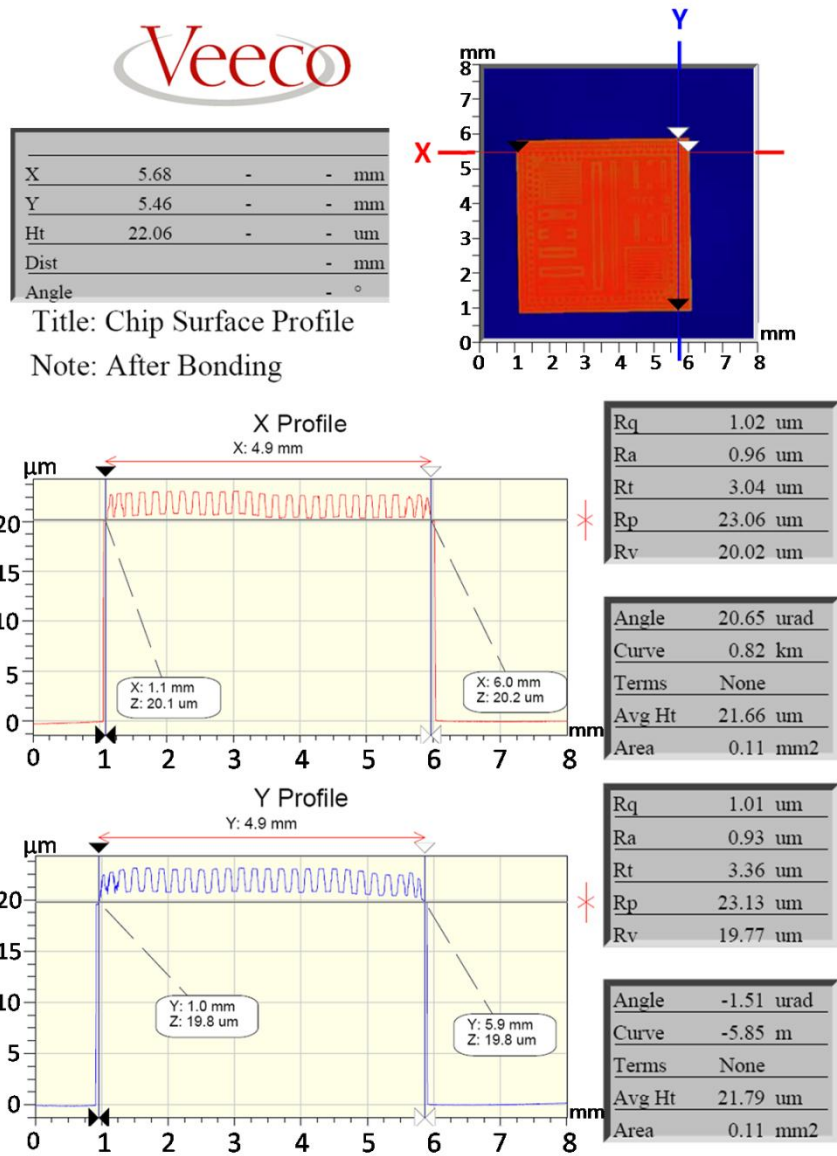 Veeco
X 5.68 - - mm
Y 5.46 - - mm
Ht 22.06 - - um
Dist - mm
Angle - °
Title: Chip Surface Profile
Note: After Bonding
Y
mm
8
7
6
X
5
4
3
2
1
0
mm
0 1 2 3 4 5 6 7 8
X Profile
X: 4.9 mm
µm
20
15
10
5
0
X: 1.1 mm
Z: 20.1 um
X: 6.0 mm
Z: 20.2 um
mm
0 1 2 3 4 5 6 7 8
Rq 1.02 um
Ra 0.96 um
Rt 3.04 um
Rp 23.06 um
Rv 20.02 um
Angle 20.65 urad
Curve 0.82 km
Terms None
Avg Ht 21.66 um
Area 0.11 mm2
Y Profile
Y: 4.9 mm
µm
20
15
10
5
0
Y: 1.0 mm
Z: 19.8 um
Y: 5.9 mm
Z: 19.8 um
mm
0 1 2 3 4 5 6 7 8
Rq 1.01 um
Ra 0.93 um
Rt 3.36 um
Rp 23.13 um
Rv 19.77 um
Angle -1.51 urad
Curve -5.85 m
Terms None
Avg Ht 21.79 um
Area 0.11 mm2